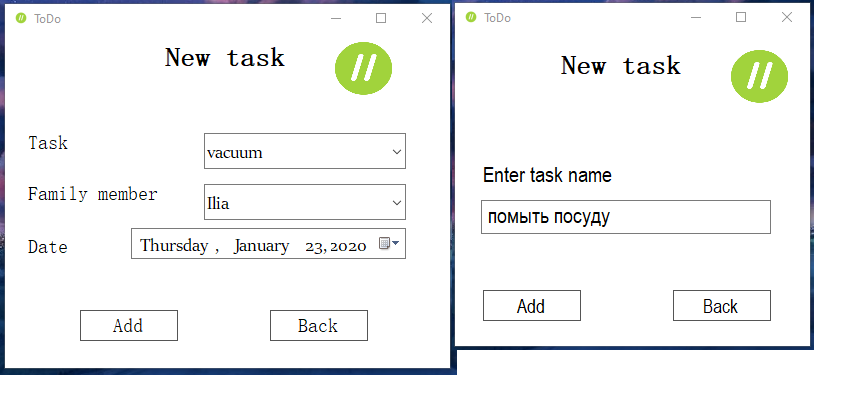 ToDo
New task
Task
vacuum
Family member
Ilia
Date
Thursday , January 23, 2020
Add
Back
ToDo
New task
Enter task name
помыть посуду
Add
Back